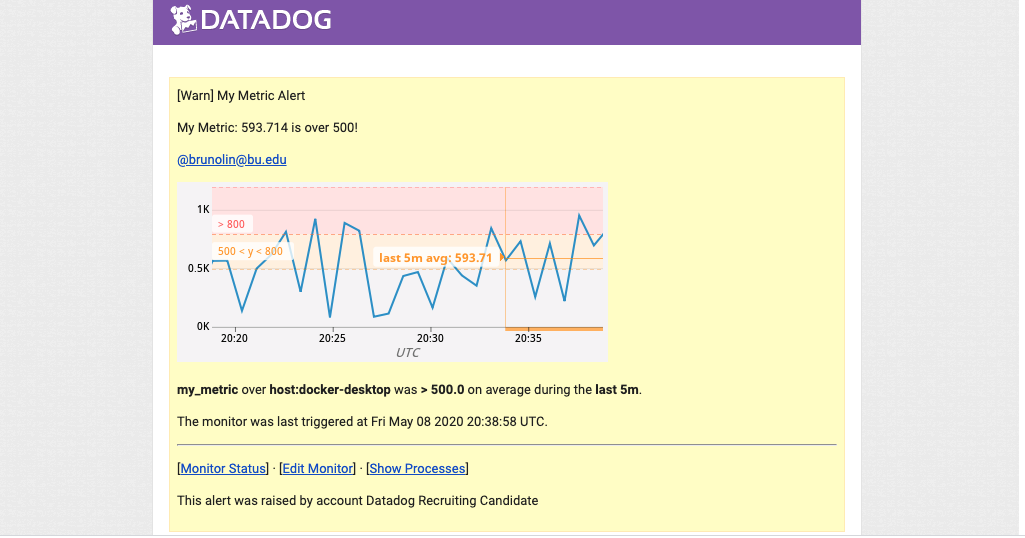 DATADOG
[Warn] My Metric Alert
My Metric: 593.714 is over 500!
@brunolin@bu.edu
1K
> 800
500 < y < 800
last 5m avg: 593.71
0.5K
0K
20:20 20:25 20:30 20:35
UTC
my_metric over host:docker-desktop was > 500.0 on average during the last 5m.
The monitor was last triggered at Fri May 08 2020 20:38:58 UTC.
[Monitor Status] · [Edit Monitor] · [Show Processes]
This alert was raised by account Datadog Recruiting Candidate